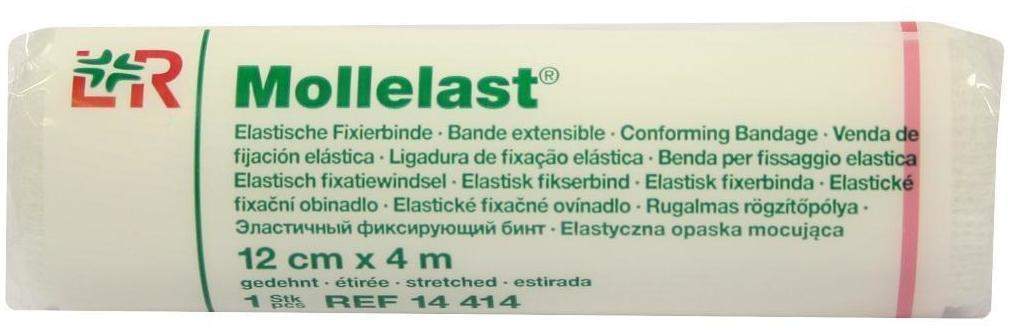 L&R
Mollelast®
Elastische Fixierbinde · Bande extensible · Conforming Bandage · Venda de
fijación elástica · Ligadura de fixação elástica · Benda per fissaggio elastica
Elastisch fixatiewindsel · Elastisk fikserbind · Elastisk fixerbinda · Elastické
fixační obinadlo · Elastické fixačné ovínadlo · Rugalmas rögzítőpólya ·
Эластичный фиксирующий бинт · Elastyczna opaska mocująca
12 cm x 4 m
gedehnt · étirée · stretched · estirada
1 Stk pcs REF 14 414